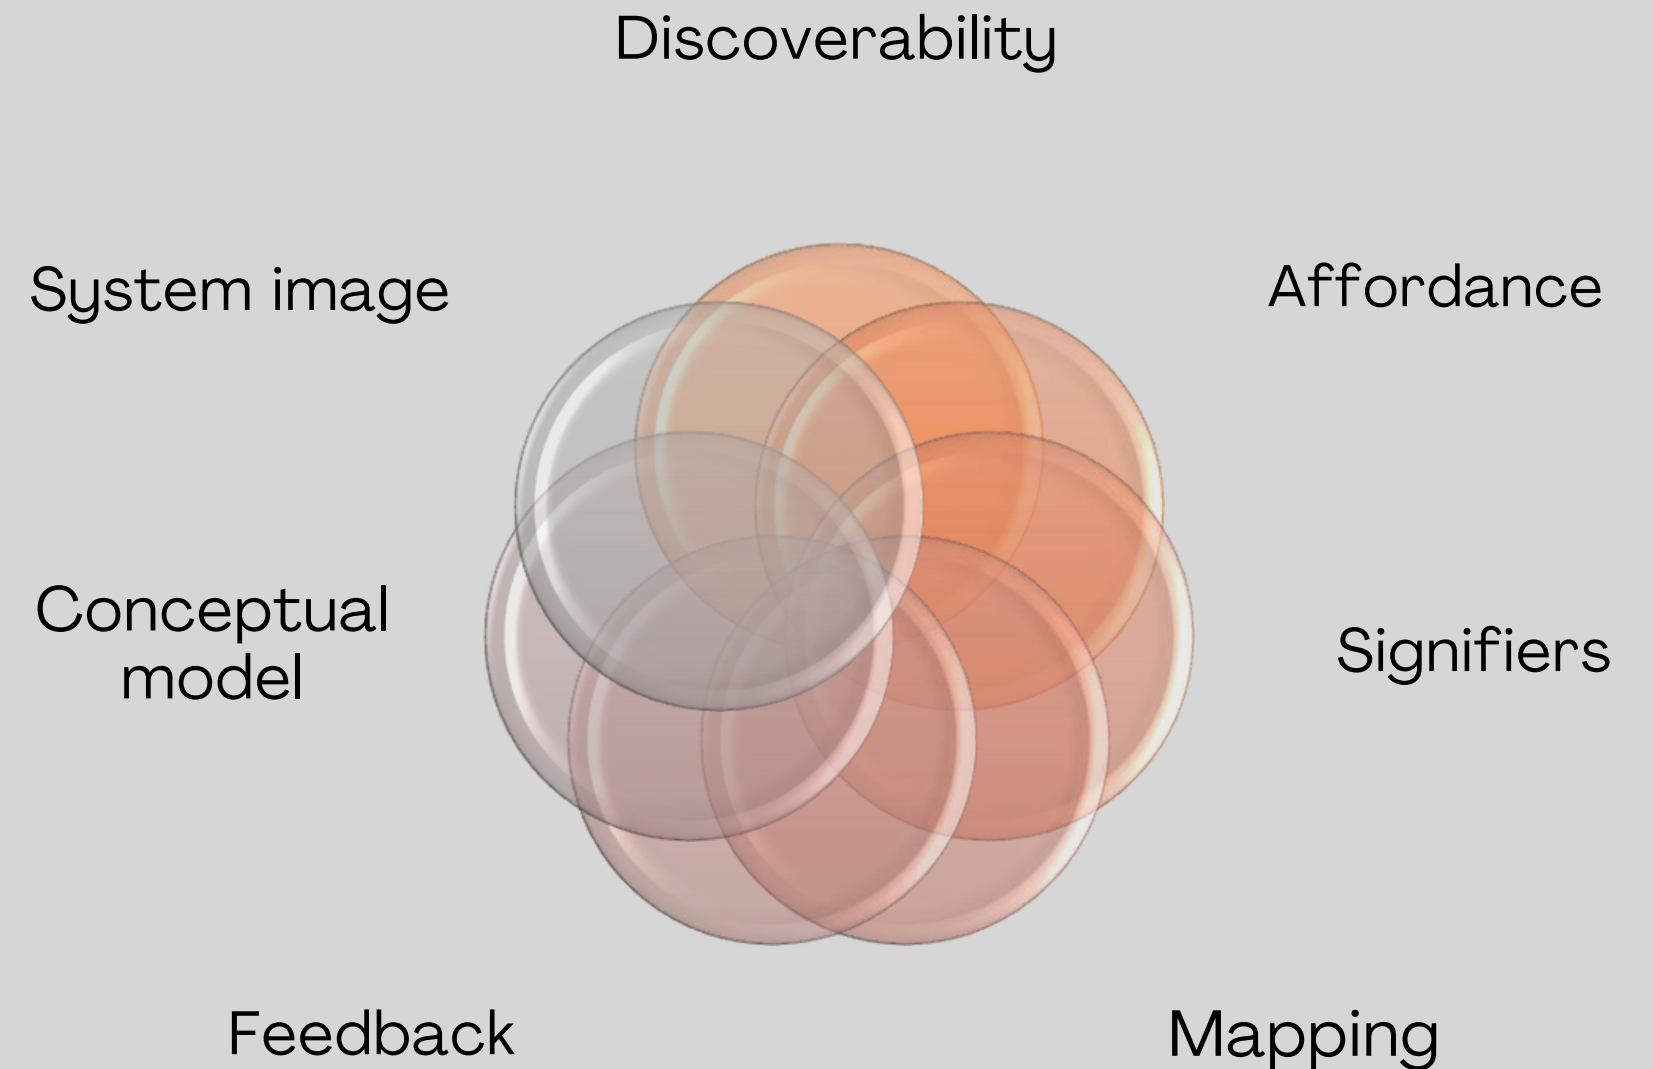 Discoverability
System image
Affordance
Conceptual
model
Signifiers
Feedback
Mapping